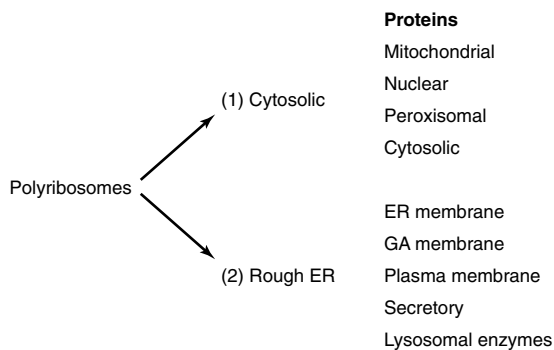 Proteins
Mitochondrial
Nuclear
(1) Cytosolic
Peroxisomal
Cytosolic
Polyribosomes
ER membrane
GA membrane
(2) Rough ER
Plasma membrane
Secretory
Lysosomal enzymes